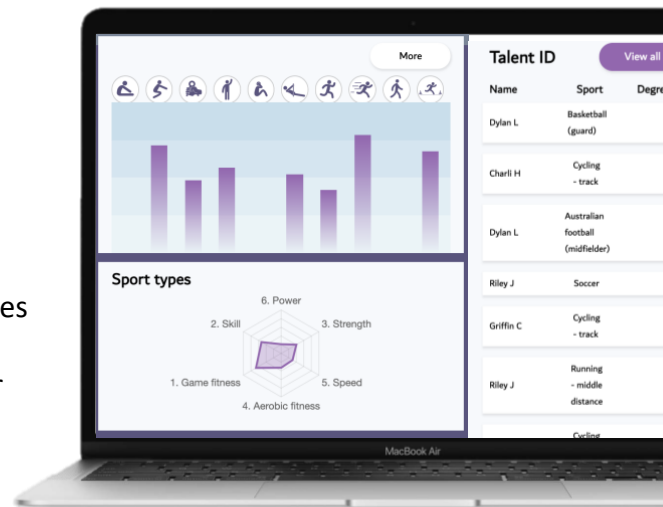 es
More
Talent ID
View all
Name Sport Degre
Dylan L Basketball
(guard)
Charli H Cycling
- track
Dylan L Australian
football
(midfielder)
Riley J Soccer
Griffin C Cycling
- track
Riley J Running
- middle
distance
Cycling
Sport types
6. Power
2. Skill
3. Strength
1. Game fitness
5. Speed
4. Aerobic fitness
MacBook Air